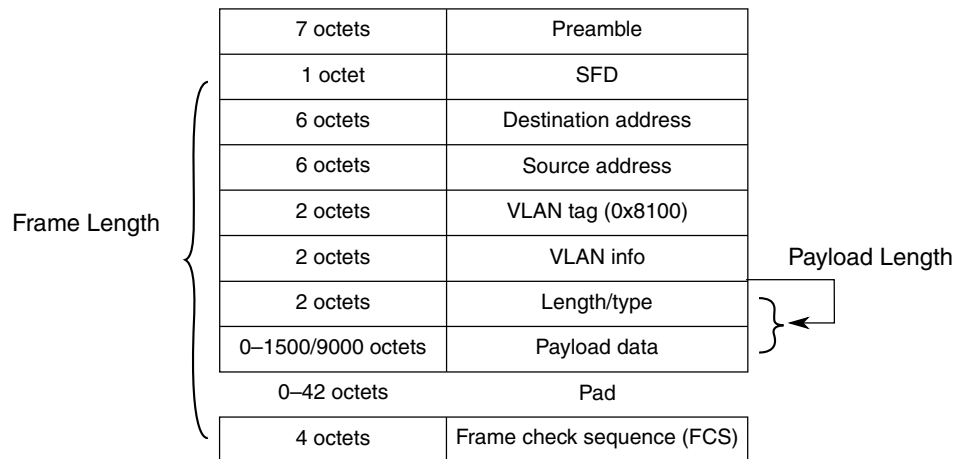 7 octets Preamble
1 octet SFD
6 octets Destination address
6 octets Source address
2 octets VLAN tag (0x8100)
Frame Length
2 octets VLAN info
Payload Length
2 octets Length/type
0–1500/9000 octets Payload data
0–42 octets Pad
4 octets Frame check sequence (FCS)